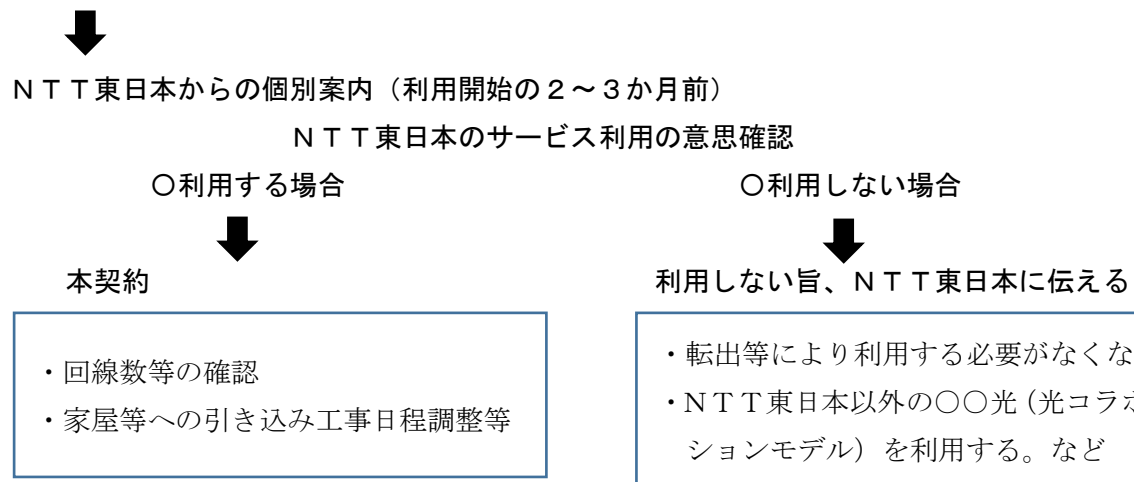 ＮＴＴ東日本からの個別案内（利用開始の２～３か月前）
ＮＴＴ東日本のサービス利用の意思確認
〇利用する場合
〇利用しない場合
本契約
利用しない旨、ＮＴＴ東日本に伝える
・回線数等の確認
・家屋等への引き込み工事日程調整等
・転出等により利用する必要がなくな
・ＮＴＴ東日本以外の○○光（光コラボ
ションモデル）を利用する。など